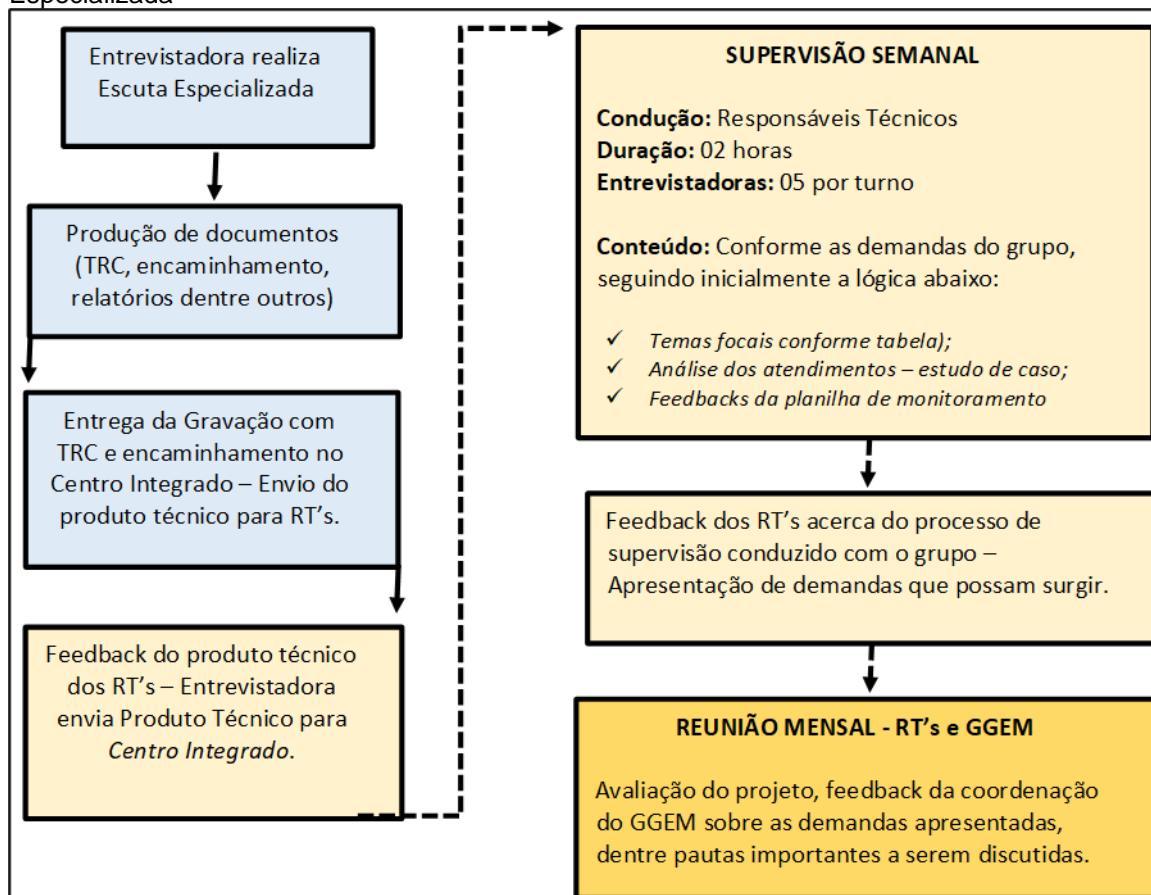 Especializada
Entrevistadora realiza
Escuta Especializada
Produção de documentos
(TRC, encaminhamento,
relatórios dentre outros)
Entrega da Gravação com
TRC e encaminhamento no
Centro Integrado – Envio do
produto técnico para RT's.
Feedback do produto técnico
dos RT's – Entrevistadora
envia Produto Técnico para
Centro Integrado.
SUPERVISÃO SEMANAL
Condução: Responsáveis Técnicos
Duração: 02 horas
Entrevistadoras: 05 por turno
Conteúdo: Conforme as demandas do grupo,
seguindo inicialmente a lógica abaixo:
✓ Temas focais conforme tabela);
✓ Análise dos atendimentos – estudo de caso;
✓ Feedbacks da planilha de monitoramento
Feedback dos RT's acerca do processo de
supervisão conduzido com o grupo –
Apresentação de demandas que possam surgir.
REUNIÃO MENSAL - RT's e GGEM
Avaliação do projeto, feedback da coordenação
do GGEM sobre as demandas apresentadas,
dentre pautas importantes a serem discutidas.